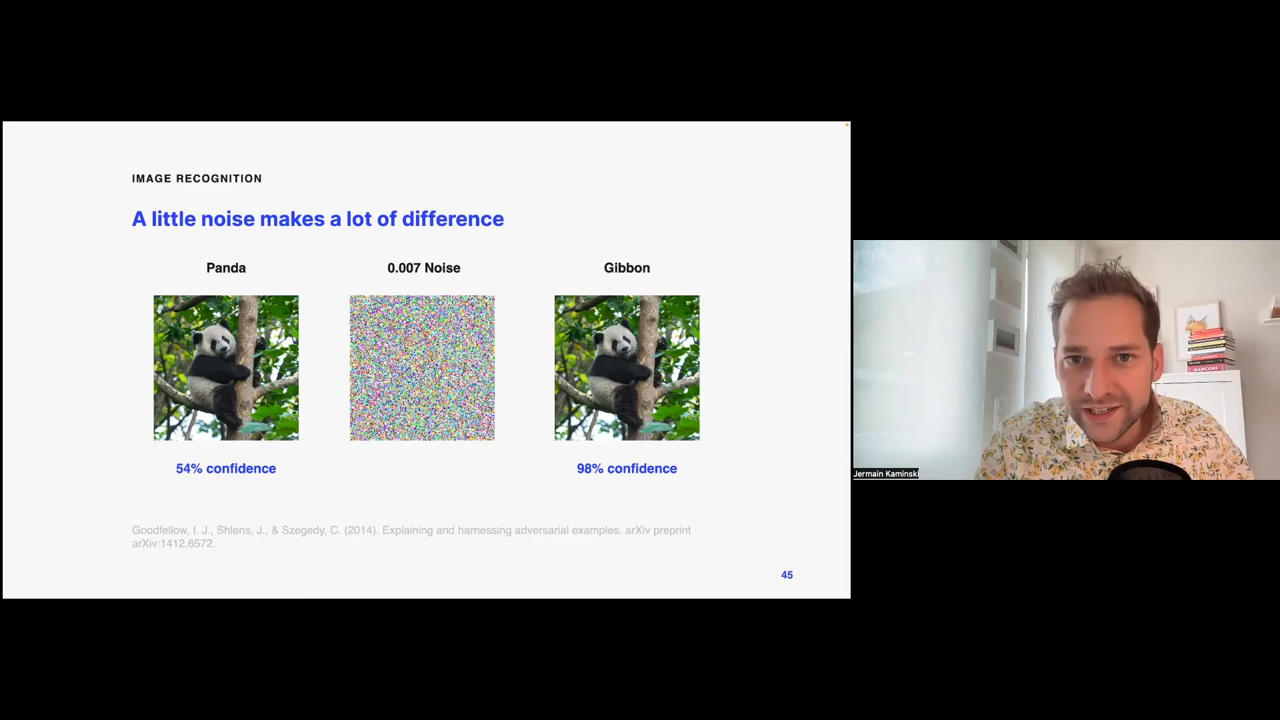 IMAGE RECOGNITION
A little noise makes a lot of difference
Panda
0.007 Noise
Gibbon
54% confidence
98% confidence
Goodfellow, I. J., Shlens, J., & Szegedy, C. (2014). Explaining and harnessing adversarial examples. arXiv preprint
arXiv:1412.6572.
45
MARCONI
Jermain Kaminski